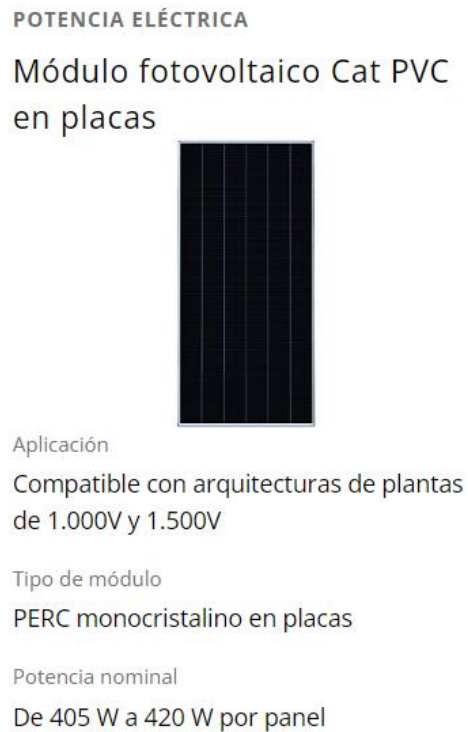 POTENCIA ELÉCTRICA
Módulo fotovoltaico Cat PVC
en placas
Aplicación
Compatible con arquitecturas de plantas
de 1.000V y 1.500V
Tipo de módulo
PERC monocristalino en placas
Potencia nominal
De 405 W a 420 W por panel